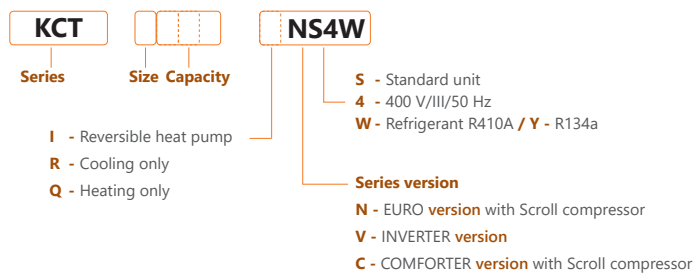 KCT NS4W
Series Size Capacity
S - Standard unit
4 - 400 V/III/50 Hz
W - Refrigerant R410A / Y - R134a
I - Reversible heat pump
R - Cooling only
Q - Heating only
Series version
N - EURO version with Scroll compressor
V - INVERTER version
C - COMFORTER version with Scroll compressor